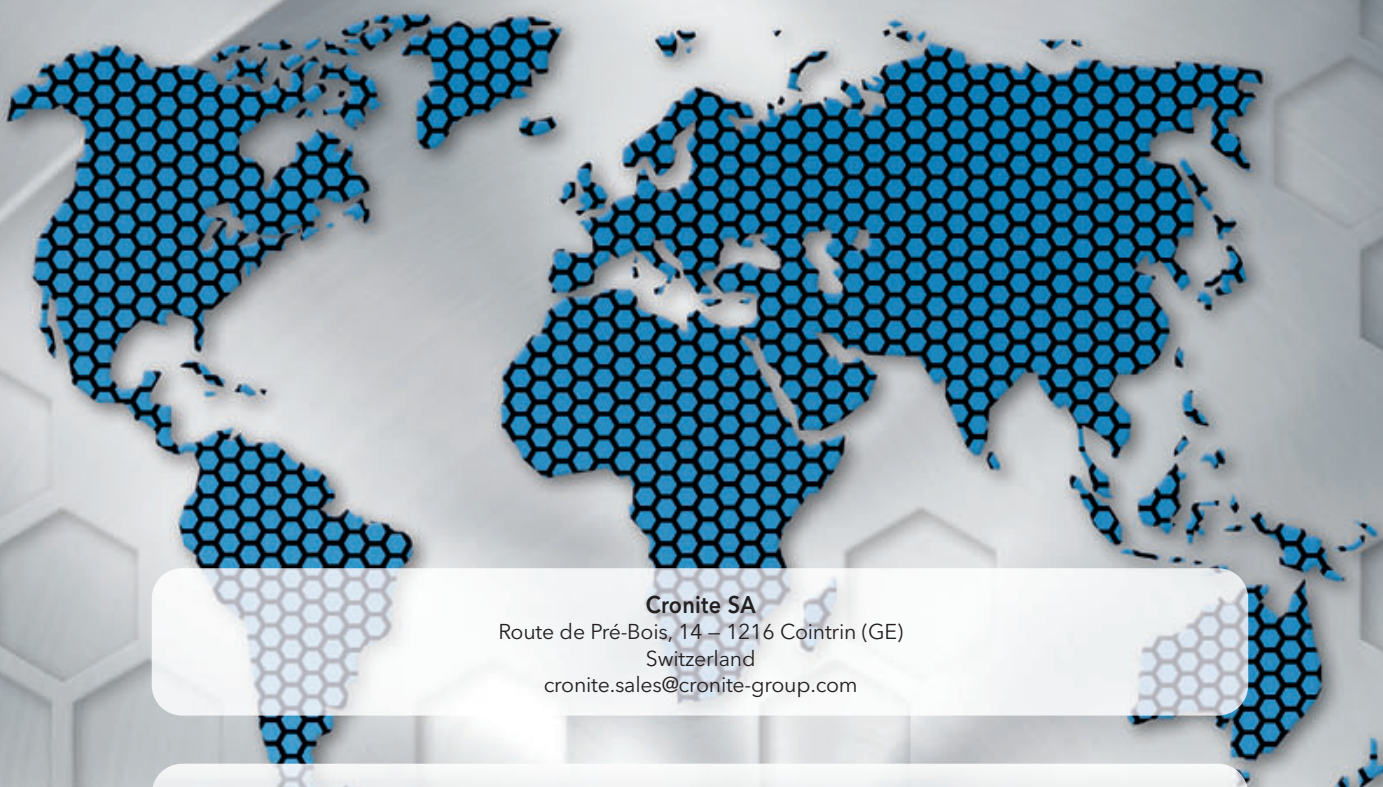 Cronite SA
Route de Pré-Bois, 14 – 1216 Cointrin (GE)
Switzerland
cronite.sales@cronite-group.com